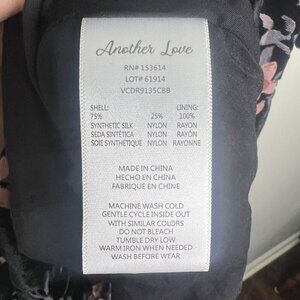 Another Love
RN# 153614
LOT# 61914
VCDR9135CBB
SHELL: LINING:
75% 25% 100%
SYNTHETIC SILK NYLON RAYON
SEDA SINTÉTICA NYLON RAYON
SOIE SYNTHÉTIQUE NYLON RAYONNE
MADE IN CHINA
HECHO EN CHINA
FABRIQUÉ EN CHINE
MACHINE WASH COLD
GENTLE CYCLE INSIDE OUT
WITH SIMILAR COLORS
DO NOT BLEACH
TUMBLE DRY LOW
WARM IRON WHEN NEEDED
WASH BEFORE WEAR